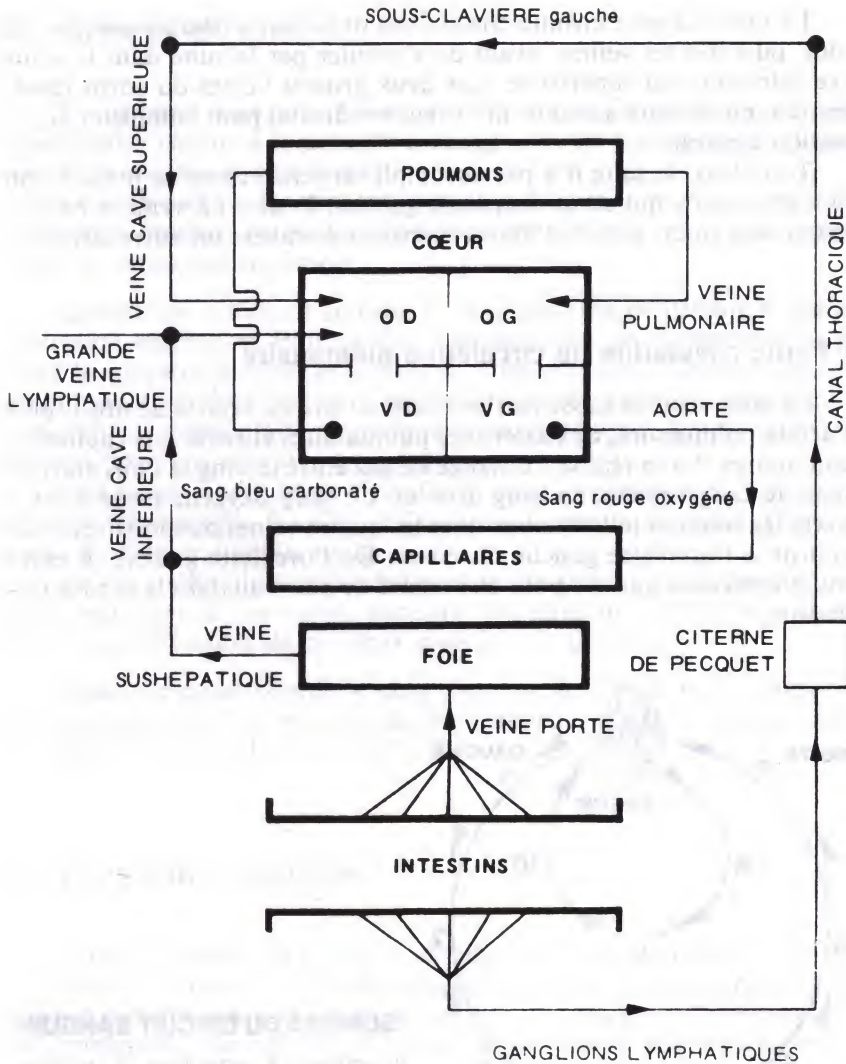 SOUS-CLAVIERE gauche
VEINE CAVE SUPERIEURE
POUMONS
CŒUR
CANAL THORACIQUE
OD
OG
VEINE
PULMONAIRE
GRANDE
VEINE
LYMPHATIQUE
VD
VG
AORTE
VEINE CAVE
INFERIEURE
Sang bleu carbonaté
Sang rouge oxygéné
CAPILLAIRES
VEINE
SUSHEPATIQUE
FOIE
CITERNE
DE PECQUET
VEINE PORTE
INTESTINS
GANGLIONS LYMPHATIQUES